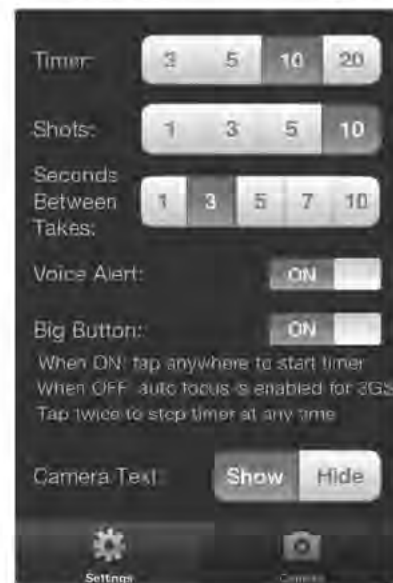 Timer: 3 5 10 20
Shots: 1 3 5 10
Seconds
Between
Takes: 1 3 5 7 10
Voice Alert: ON
Big Button: ON
When ON: tap anywhere to start timer
When OFF: auto focus is enabled for 3GS
Tap twice to stop timer at any time
Camera Text: Show Hide
Settings Camera